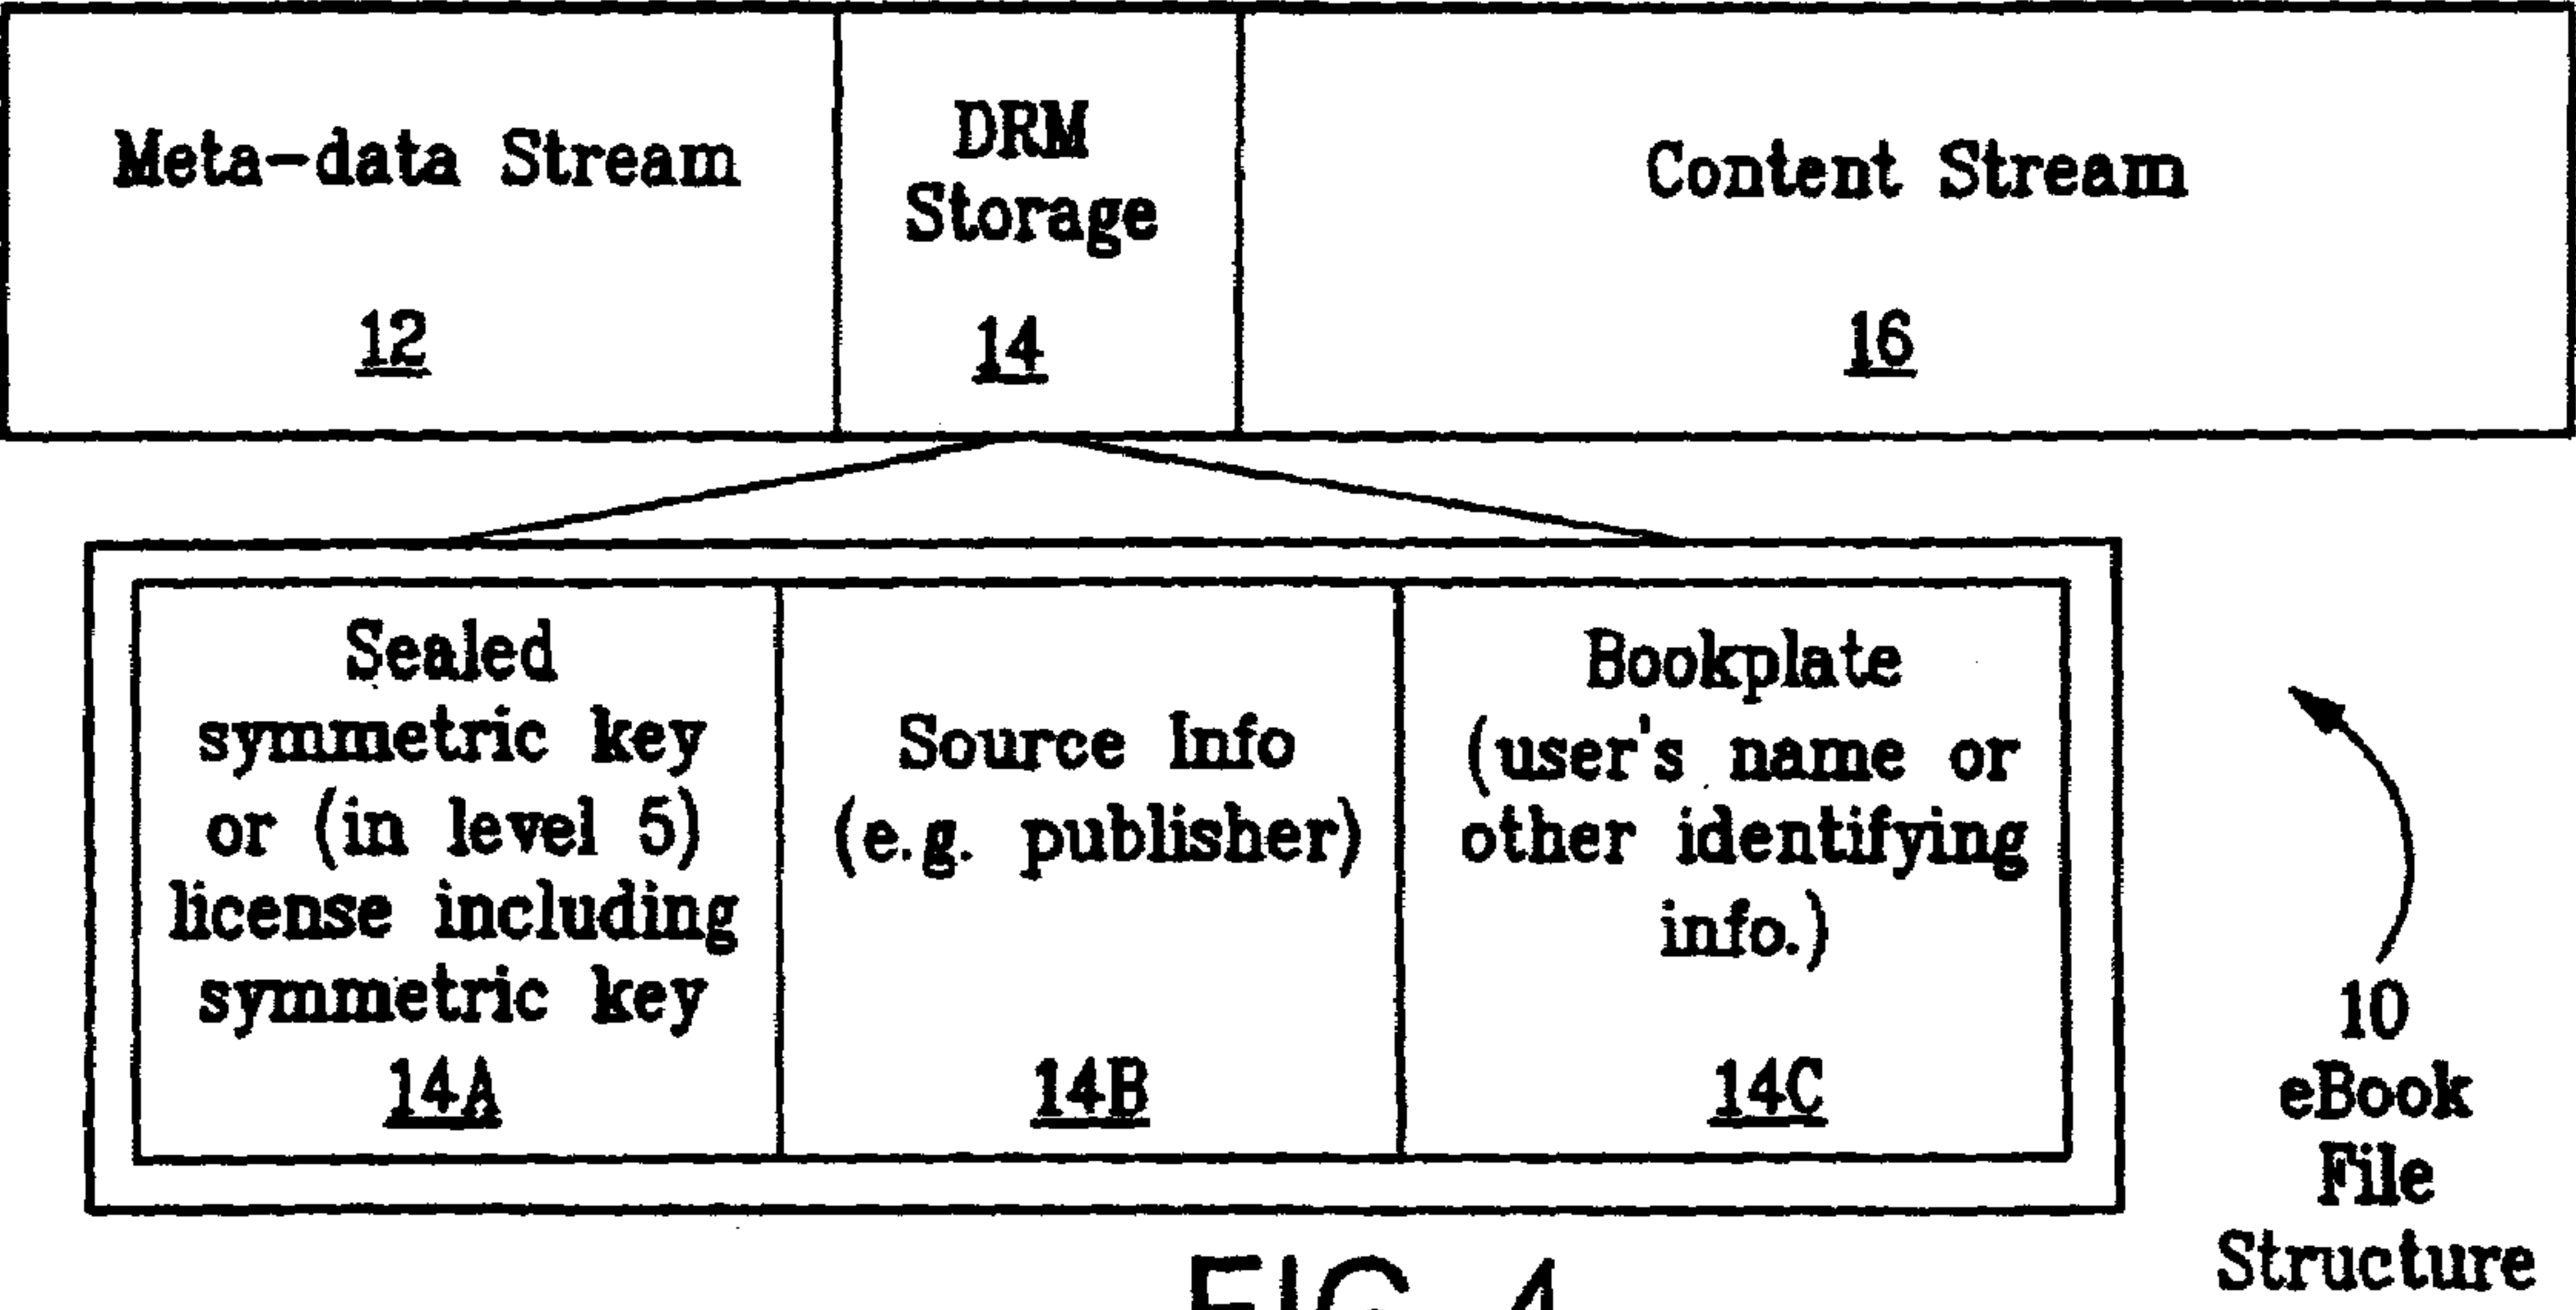 Meta-data Stream
12
DRM
Storage
14
Content Stream
16
Sealed
symmetric key
or (in level 5)
license including
symmetric key
14A
Source Info
(e.g. publisher)
14B
Bookplate
(user's name or
other identifying
info.)
14C
10
eBook
File
Structure
FIG. 4